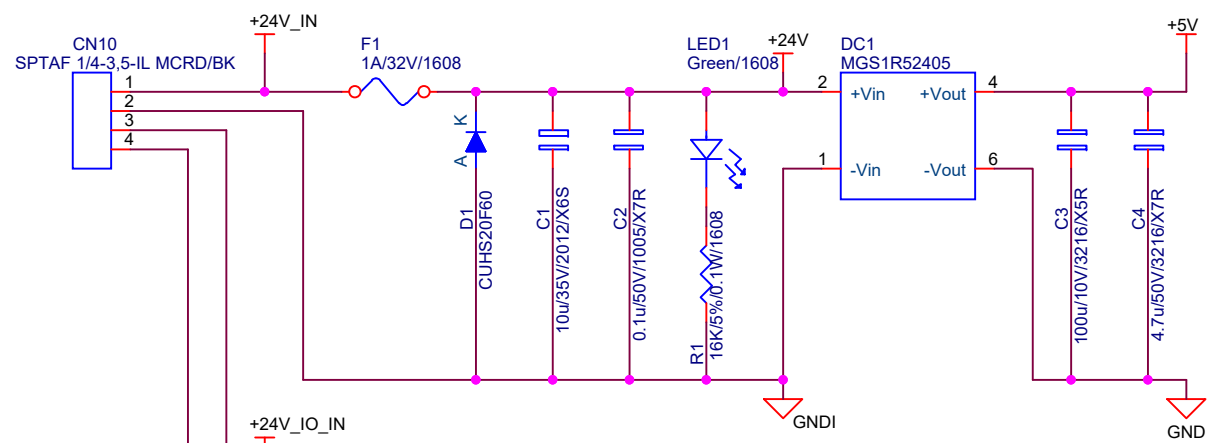 +24V_IN
CN10
SPTAF 1/4-3,5-IL MCRD/BK
1
2
3
4
F1
1A/32V/1608
+24V
LED1
Green/1608
DC1
MGS1R52405
+5V
2
+Vin
+Vout
4
1
-Vin
-Vout
6
K
A
D1
CUHS20F60
C1
10u/35V/2012/X6S
C2
0.1u/50V/1005/X7R
R1
16K/5%/0.1W/1608
C3
100u/10V/3216/X5R
C4
4.7u/50V/3216/X7R
GNDI
GND
+24V_IO_IN